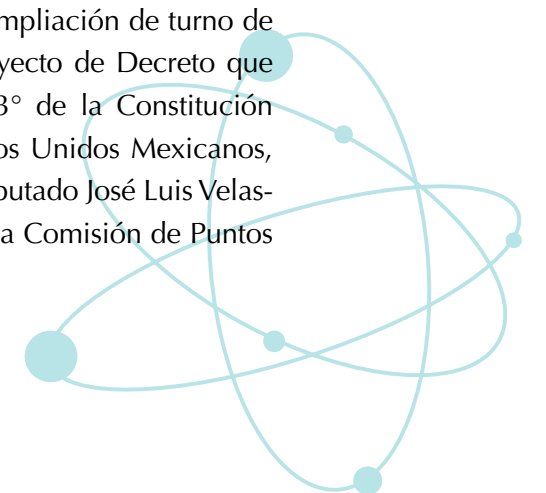 mpliación de turno de
yecto de Decreto que
3° de la Constitución
os Unidos Mexicanos,
putado José Luis Velas-
a Comisión de Puntos